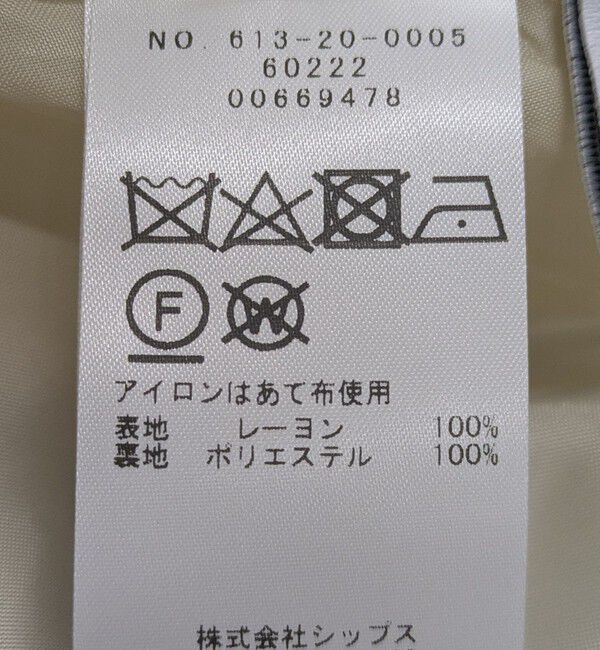 NO. 613-20-0005
60222
00669478
F W
アイロンはあて布使用
表地 レーヨン 100%
裏地 ポリエステル 100%
株式会社シップス